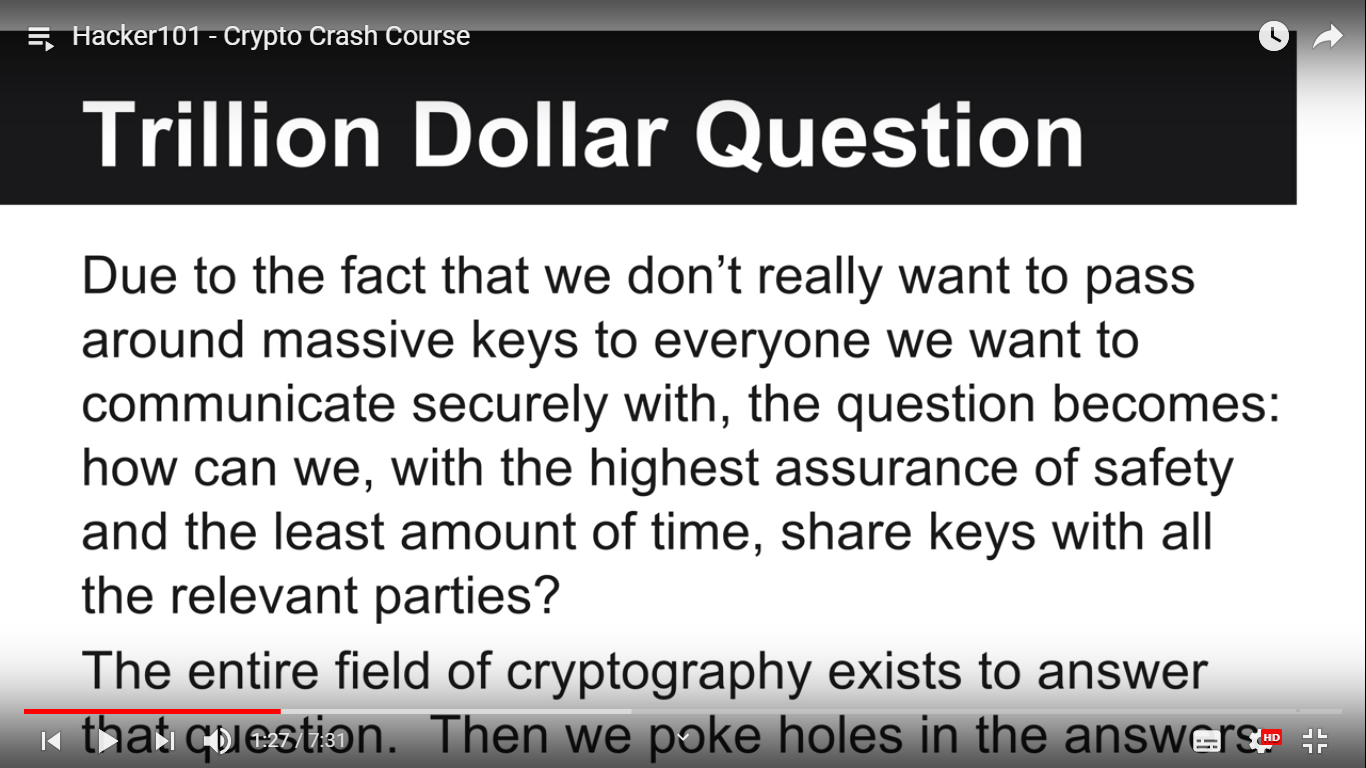 Hacker101 - Crypto Crash Course
Trillion Dollar Question
Due to the fact that we don’t really want to pass
around massive keys to everyone we want to
communicate securely with, the question becomes:
how can we, with the highest assurance of safety
and the least amount of time, share keys with all
the relevant parties?
The entire field of cryptography exists to answer
that question.  Then we poke holes in the answers.
1:27 / 7:31
HD